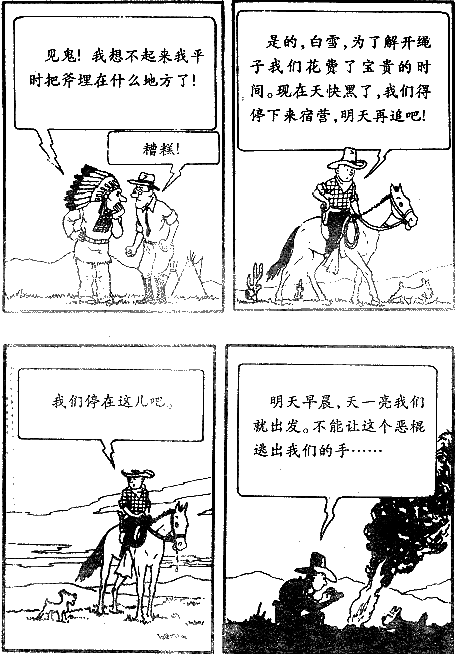 见鬼！我想不起来我平
时把斧埋在什么地方了！
糟糕！
是的，白雪，为了解开绳
子我们花费了宝贵的时
间。现在天快黑了，我们得
停下来宿营，明天再追吧！
我们停在这儿吧。
明天早晨，天一亮我们
就出发。不能让这个恶棍
逃出我们的手……